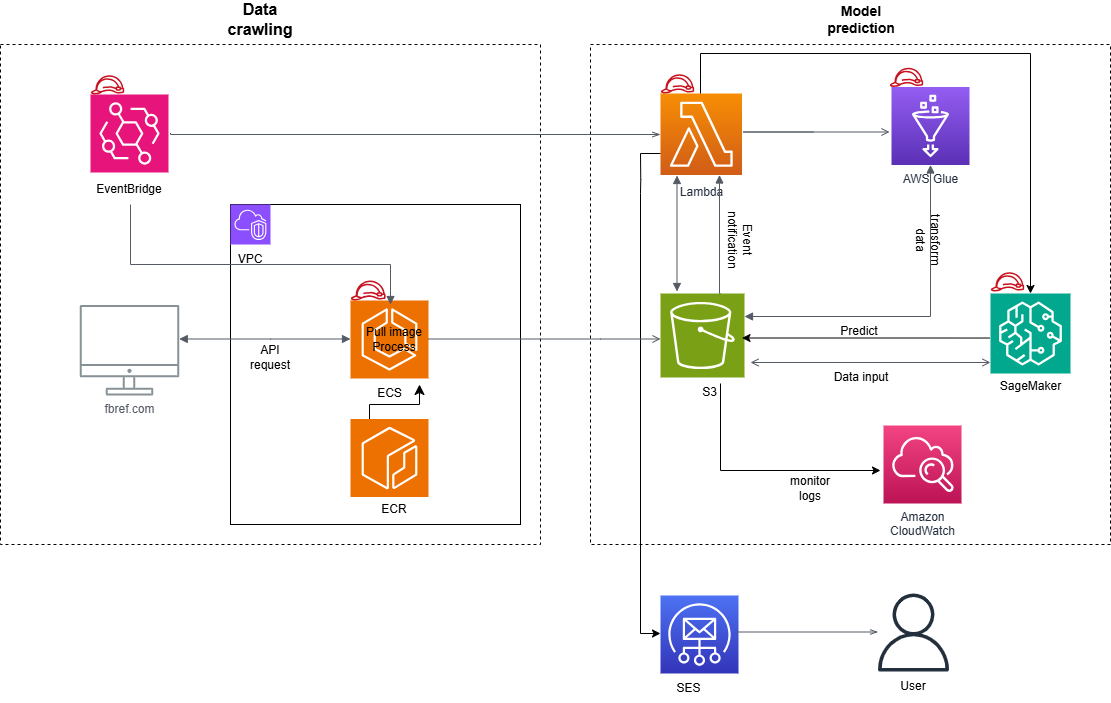 Data
crawling
Model
prediction
EventBridge
Lambda
AWS Glue
VPC
Event
notification
transform
data
Pull image
Process
API
request
fbref.com
ECS
ECR
S3
Predict
Data input
SageMaker
monitor
logs
Amazon
CloudWatch
SES
User